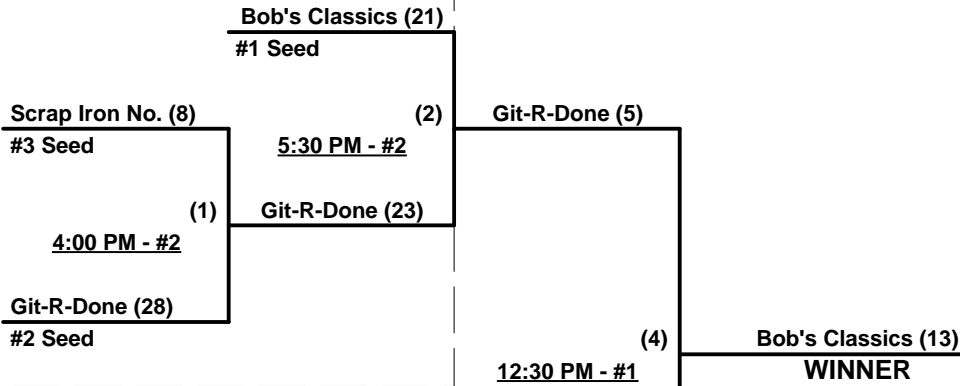 Bob's Classics (21)
#1 Seed
Scrap Iron No. (8)
#3 Seed
(2)
5:30 PM - #2
Git-R-Done (5)
(1)
4:00 PM - #2
Git-R-Done (23)
Git-R-Done (28)
#2 Seed
(4)
12:30 PM - #1
Bob's Classics (13)
WINNER